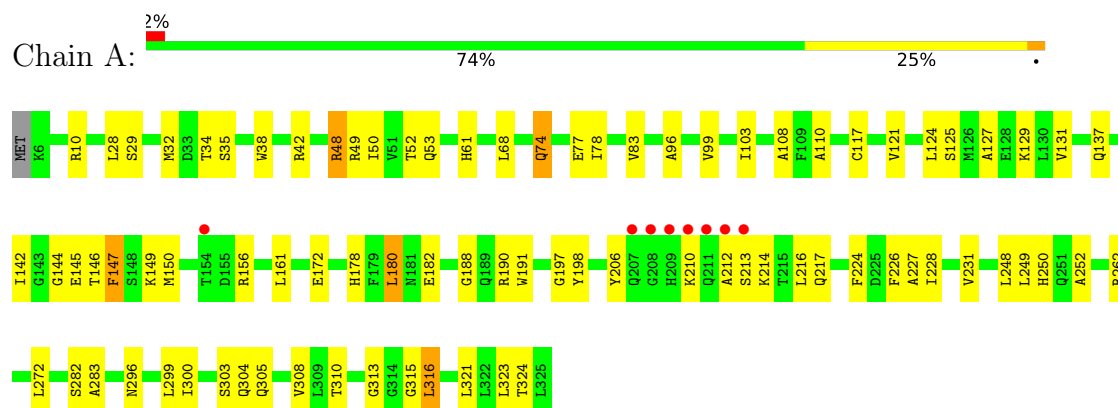 2%
Chain A:
74% 25% •
MET K6 R10 L28 S29 M32 D33 T34 S35 W38 R42 R48 R49 I50 V51 T52 Q53 H61 L68 Q74 E77 I78 V83 A96 V99 I103 A108 F109 A110 C117 V121 L124 S125 M126 A127 E128 K129 L130 V131 Q137
I142 G143 G144 E145 T146 F147 S148 K149 M150 T154 D155 R156 L161 E172 H178 F179 L180 N181 E182 G188 Q189 R190 W191 G197 Y198 Y206 Q207 G208 H209 K210 Q211 A212 S213 K214 T215 L216 Q217 F224 D225 F226 A227 I228 V231 L248 L249 H250 Q251 A252
L272 S282 A283 N296 L299 I300 S303 Q304 Q305 V308 L309 T310 G313 G314 G315 L316 L321 L322 L323 T324 L325